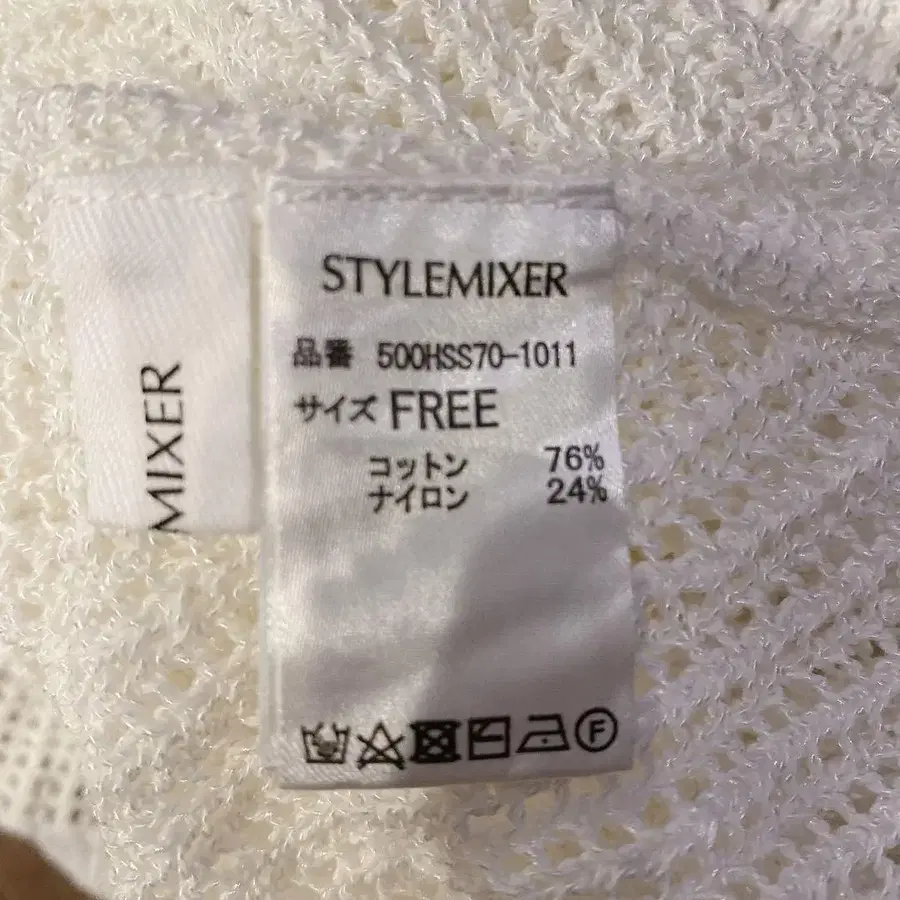 STYLEMIXER
品番 500HSS70-1011
サイズ FREE
コットン 76%
ナイロン 24%
F
MIXER